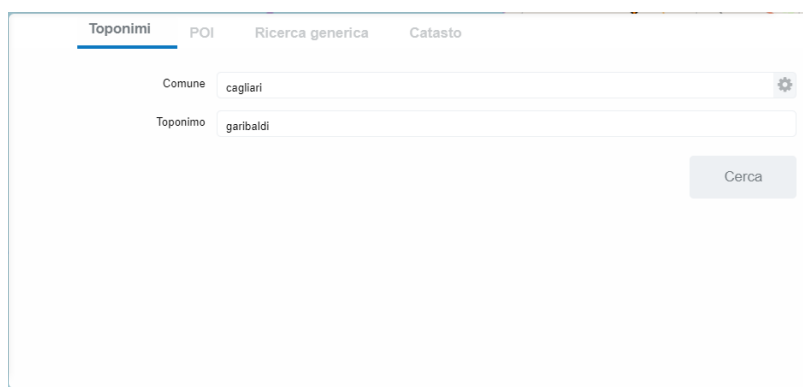 Toponimi POI Ricerca generica Catasto
Comune cagliari
Toponimo garibaldi
Cerca